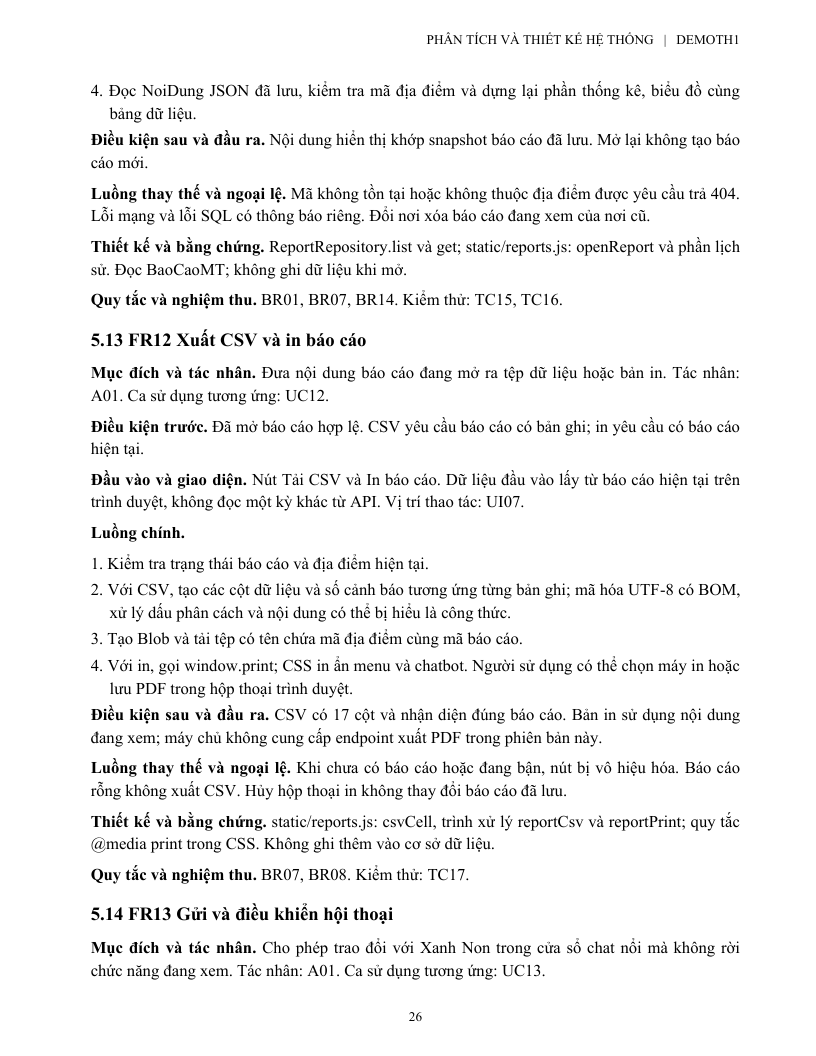 PHÂN TÍCH VÀ THIẾT KẾ HỆ THỐNG | DEMOTH1
4. Đọc NoiDung JSON đã lưu, kiểm tra mã địa điểm và dựng lại phần thống kê, biểu đồ cùng
bảng dữ liệu.
Điều kiện sau và đầu ra. Nội dung hiển thị khớp snapshot báo cáo đã lưu. Mở lại không tạo báo
cáo mới.
Luồng thay thế và ngoại lệ. Mã không tồn tại hoặc không thuộc địa điểm được yêu cầu trả 404.
Lỗi mạng và lỗi SQL có thông báo riêng. Đổi nơi xóa báo cáo đang xem của nơi cũ.
Thiết kế và bằng chứng. ReportRepository.list và get; static/reports.js: openReport và phần lịch
sử. Đọc BaoCaoMT; không ghi dữ liệu khi mở.
Quy tắc và nghiệm thu. BR01, BR07, BR14. Kiểm thử: TC15, TC16.
5.13 FR12 Xuất CSV và in báo cáo
Mục đích và tác nhân. Đưa nội dung báo cáo đang mở ra tệp dữ liệu hoặc bản in. Tác nhân:
A01. Ca sử dụng tương ứng: UC12.
Điều kiện trước. Đã mở báo cáo hợp lệ. CSV yêu cầu báo cáo có bản ghi; in yêu cầu có báo cáo
hiện tại.
Đầu vào và giao diện. Nút Tải CSV và In báo cáo. Dữ liệu đầu vào lấy từ báo cáo hiện tại trên
trình duyệt, không đọc một kỳ khác từ API. Vị trí thao tác: UI07.
Luồng chính.
1. Kiểm tra trạng thái báo cáo và địa điểm hiện tại.
2. Với CSV, tạo các cột dữ liệu và số cảnh báo tương ứng từng bản ghi; mã hóa UTF-8 có BOM,
xử lý dấu phân cách và nội dung có thể bị hiểu là công thức.
3. Tạo Blob và tải tệp có tên chứa mã địa điểm cùng mã báo cáo.
4. Với in, gọi window.print; CSS in ẩn menu và chatbot. Người sử dụng có thể chọn máy in hoặc
lưu PDF trong hộp thoại trình duyệt.
Điều kiện sau và đầu ra. CSV có 17 cột và nhận diện đúng báo cáo. Bản in sử dụng nội dung
đang xem; máy chủ không cung cấp endpoint xuất PDF trong phiên bản này.
Luồng thay thế và ngoại lệ. Khi chưa có báo cáo hoặc đang bận, nút bị vô hiệu hóa. Báo cáo
rỗng không xuất CSV. Hủy hộp thoại in không thay đổi báo cáo đã lưu.
Thiết kế và bằng chứng. static/reports.js: csvCell, trình xử lý reportCsv và reportPrint; quy tắc
@media print trong CSS. Không ghi thêm vào cơ sở dữ liệu.
Quy tắc và nghiệm thu. BR07, BR08. Kiểm thử: TC17.
5.14 FR13 Gửi và điều khiển hội thoại
Mục đích và tác nhân. Cho phép trao đổi với Xanh Non trong cửa sổ chat nổi mà không rời
chức năng đang xem. Tác nhân: A01. Ca sử dụng tương ứng: UC13.
26